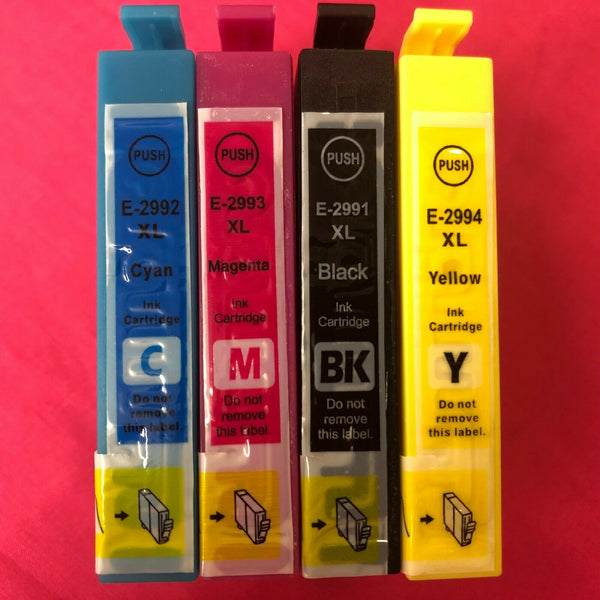 PUSH
E-2992
XL
Cyan
Ink
Cartridge
C
Do not
remove
this label.
PUSH
E-2993
XL
Magenta
Ink
Cartridge
M
Do not
remove
this label.
PUSH
E-2991
XL
Black
Ink
Cartridge
BK
Do not
remove
this label.
PUSH
E-2994
XL
Yellow
Ink
Cartridge
Y
Do not
remove
this label.